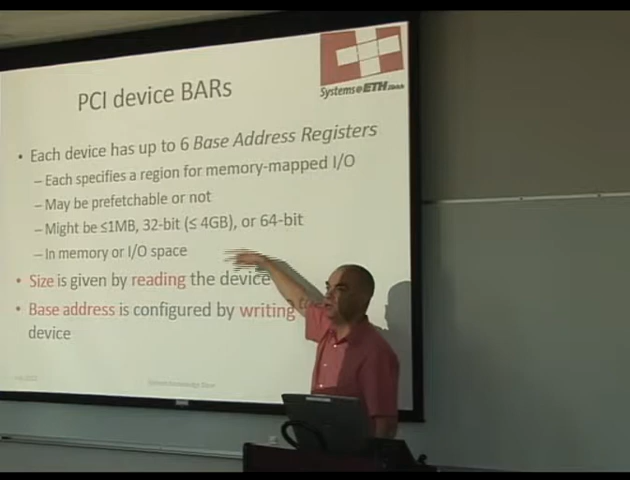 Systems@ETH Zürich
PCI device BARs
• Each device has up to 6 Base Address Registers
– Each specifies a region for memory-mapped I/O
– May be prefetchable or not
– Might be ≤1MB, 32-bit (≤ 4GB), or 64-bit
– In memory or I/O space
• Size is given by reading the device
• Base address is configured by writing
device